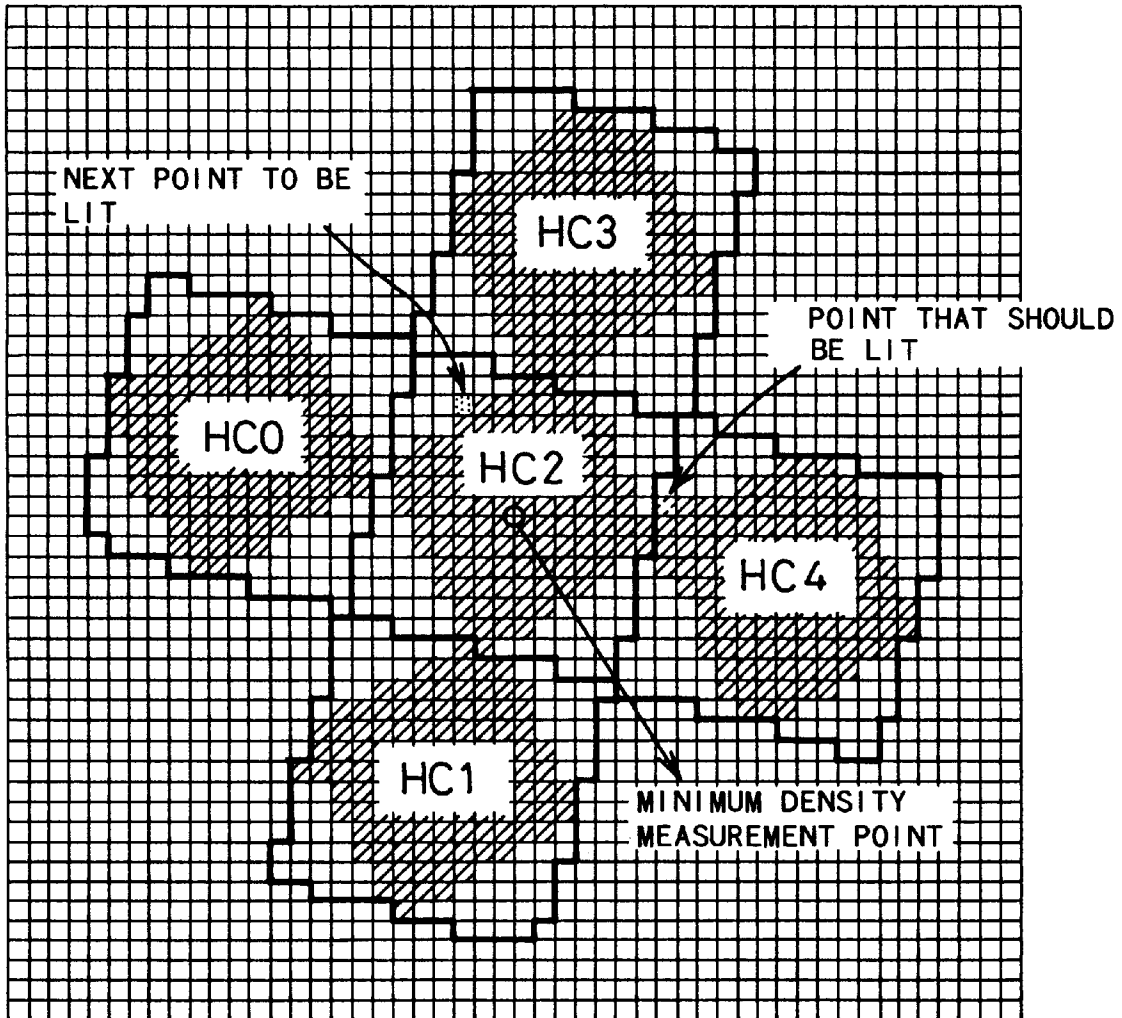 NEXT POINT TO BE
LIT
HC3
POINT THAT SHOULD
BE LIT
HC0
HC2
HC4
HC1
MINIMUM DENSITY
MEASUREMENT POINT